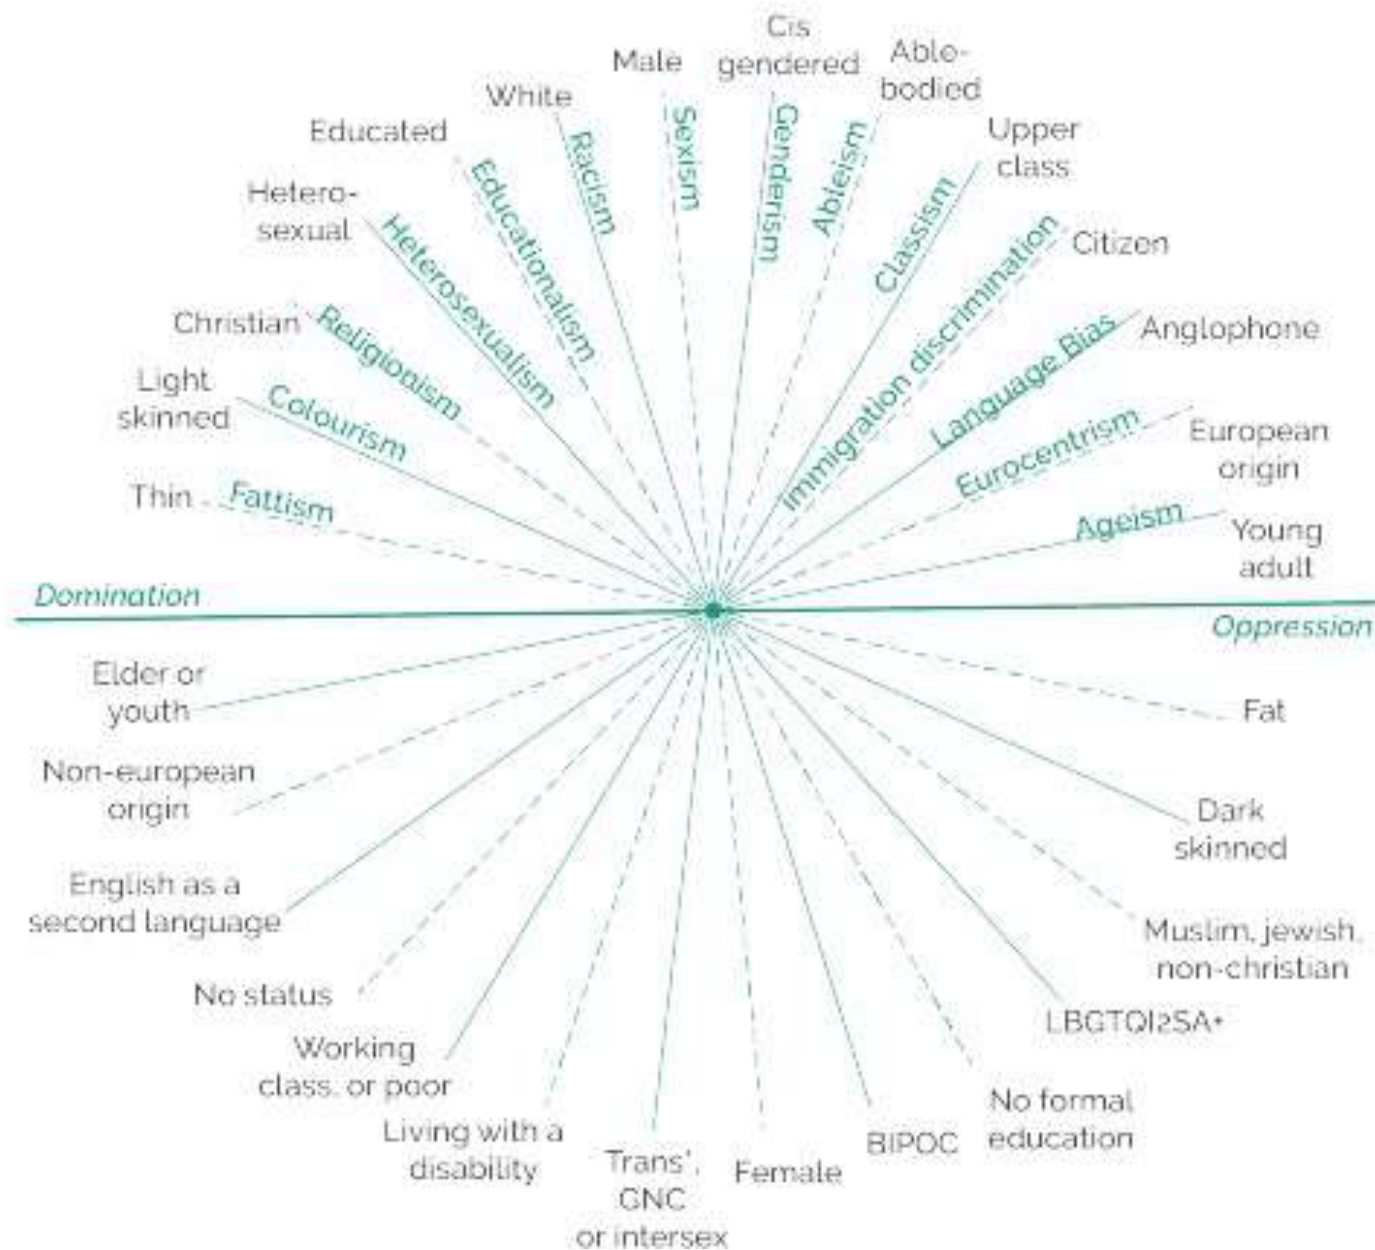 Cis
gendered
Male
Able-
bodied
White
Educated
Upper
class
Hetero-
sexual
Citizen
Christian
Anglophone
Light
skinned
European
origin
Thin
Young
adult
Fattism
Colourism
Religionism
Heterosexualism
Educationalism
Racism
Sexism
Genderism
Ableism
Classism
Immigration discrimination
Language Bias
Eurocentrism
Ageism
Domination
Oppression
Elder or
youth
Non-european
origin
English as a
second language
No status
Working
class, or poor
Living with a
disability
Trans*,
GNC
or intersex
Female
BIPOC
No formal
education
LBGTQI2SA+
Muslim, jewish,
non-christian
Dark
skinned
Fat